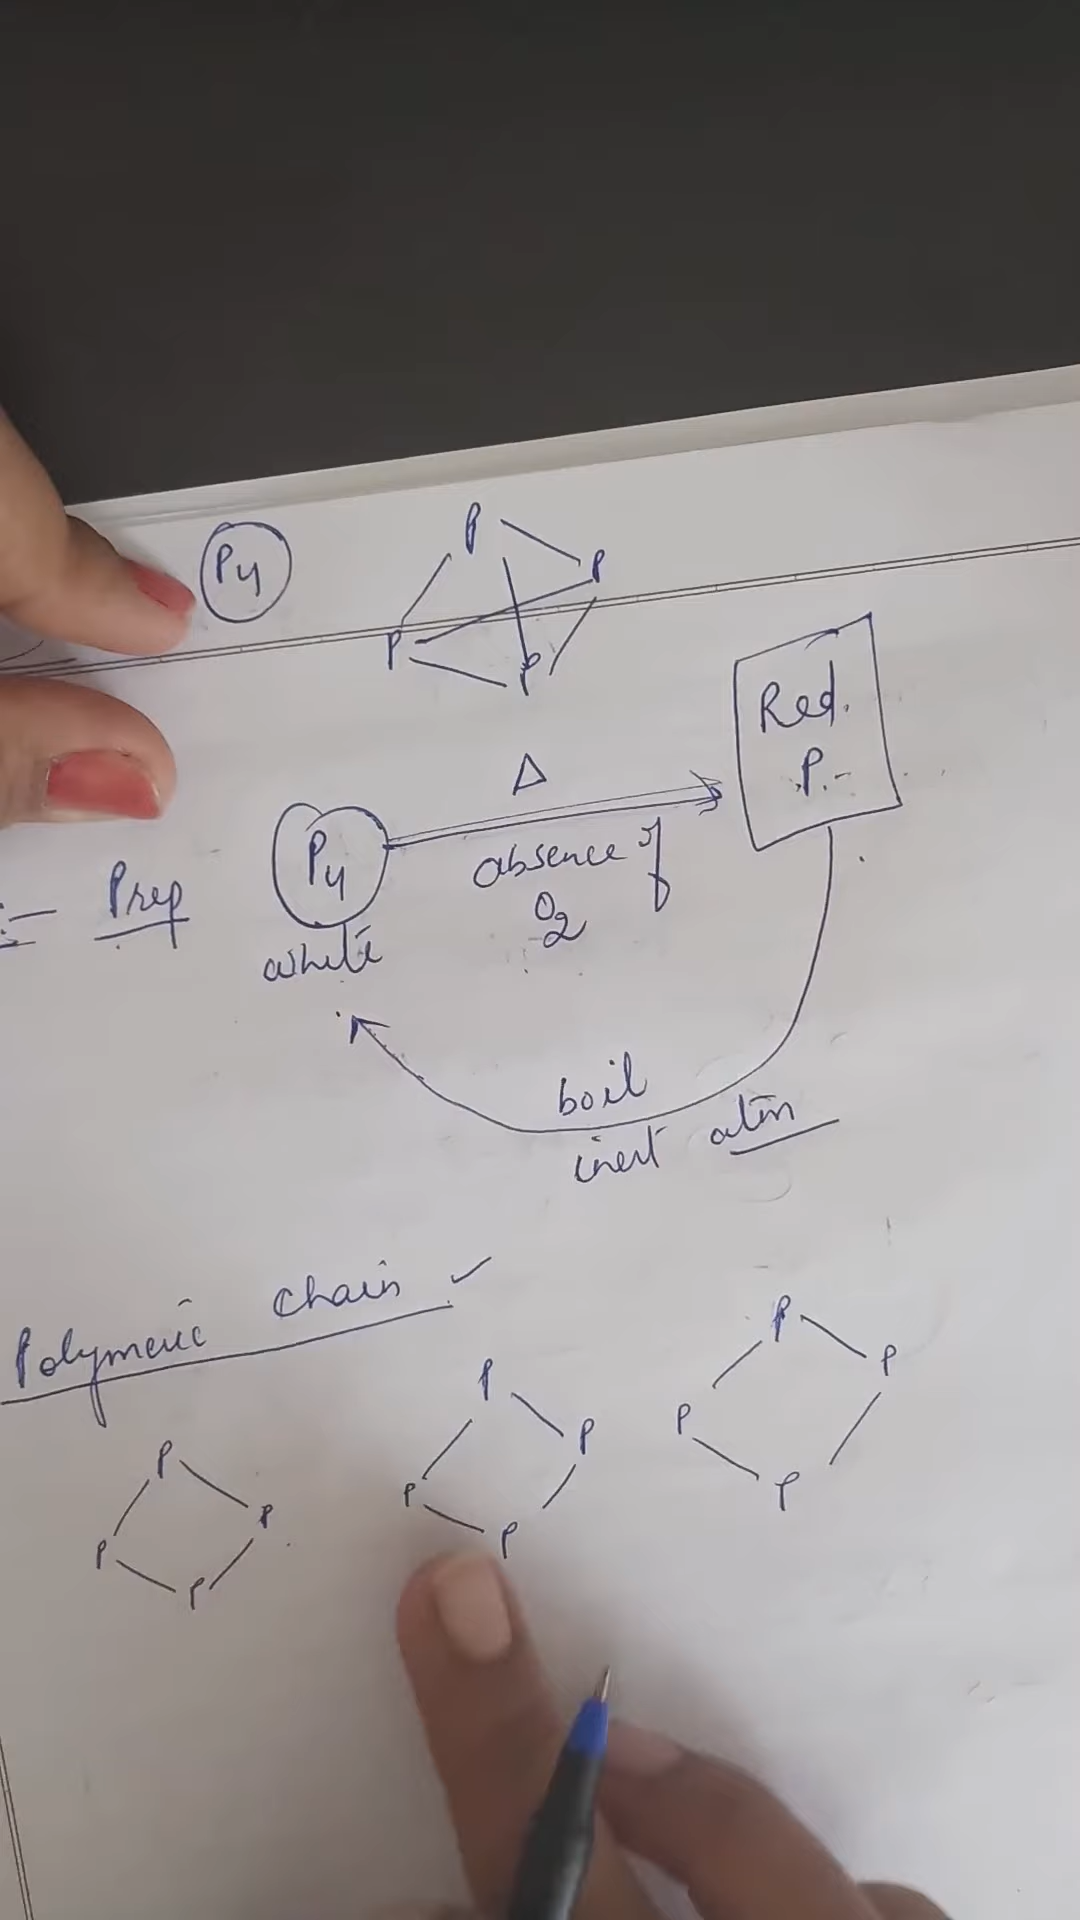 P4
P
P
P
P
Red.
P.-
Δ
:- Prep
P4
absence of
O2
white
boil
inert atm
Polymeric chain ✓
P
P
P
P
P
P
P
P
P
P
P
P